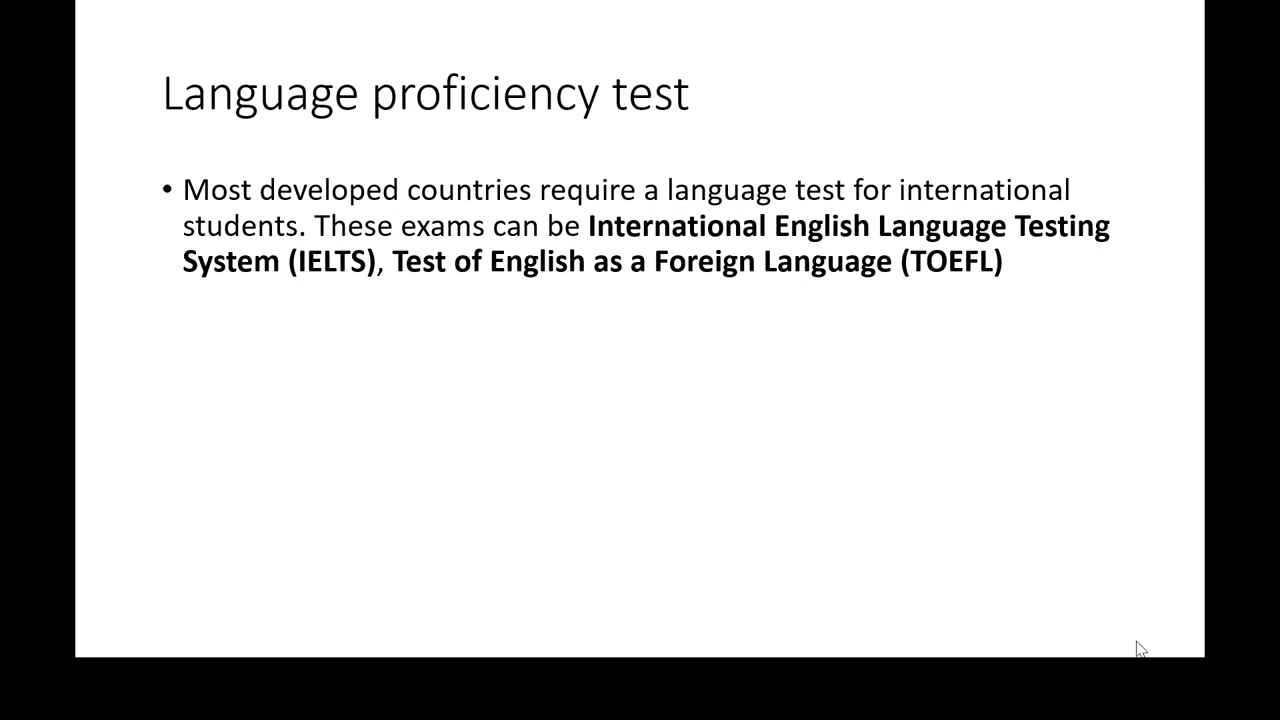 Language proficiency test
• Most developed countries require a language test for international
students. These exams can be International English Language Testing
System (IELTS), Test of English as a Foreign Language (TOEFL)